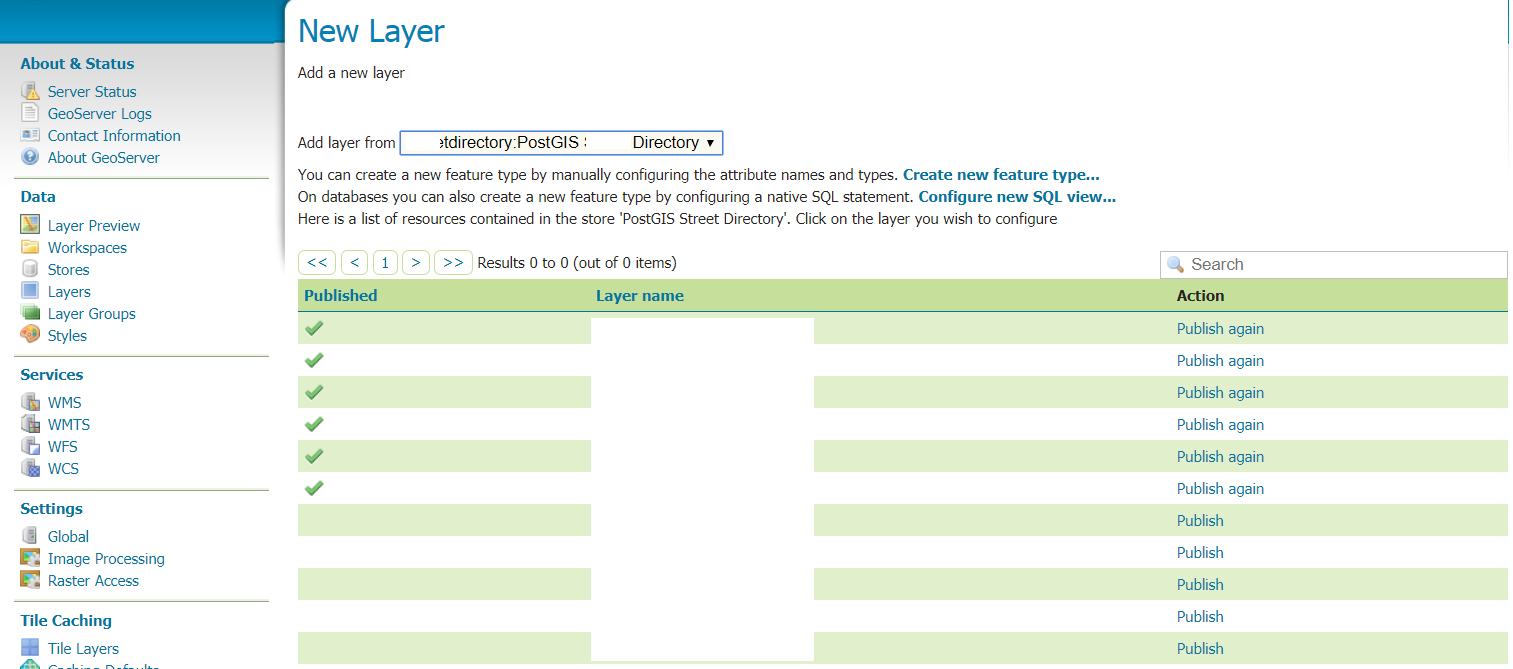 New Layer
Add a new layer
About & Status
Server Status
GeoServer Logs
Contact Information
About GeoServer
Data
Layer Preview
Workspaces
Stores
Layers
Layer Groups
Styles
Services
WMS
WMTS
WFS
WCS
Settings
Global
Image Processing
Raster Access
Tile Caching
Tile Layers
Caching Defaults
Add layer from etdirectory:PostGIS Directory
You can create a new feature type by manually configuring the attribute names and types. Create new feature type...
On databases you can also create a new feature type by configuring a native SQL statement. Configure new SQL view...
Here is a list of resources contained in the store 'PostGIS Street Directory'. Click on the layer you wish to configure
<< < 1 > >> Results 0 to 0 (out of 0 items)
Search
Published Layer name Action
Publish again
Publish again
Publish again
Publish again
Publish again
Publish again
Publish
Publish
Publish
Publish
Publish